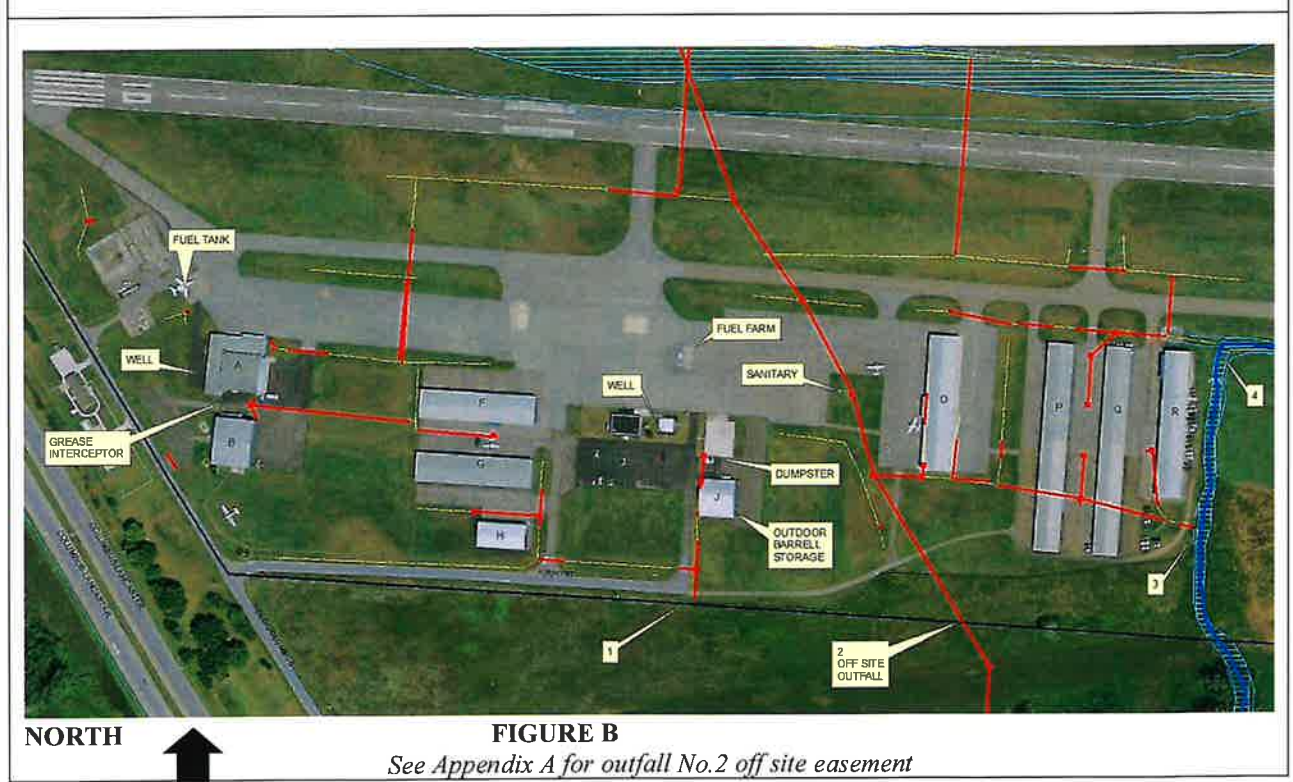 FUEL TANK
WELL
A
FUEL FARM
SANITARY
WELL
F
O
P
Q
R
4
GREASE
INTERCEPTOR
B
G
DUMPSTER
J
H
OUTDOOR
BARRELL
STORAGE
3
1
2
OFF SITE
OUTFALL
NORTH
FIGURE B
See Appendix A for outfall No.2 off site easement